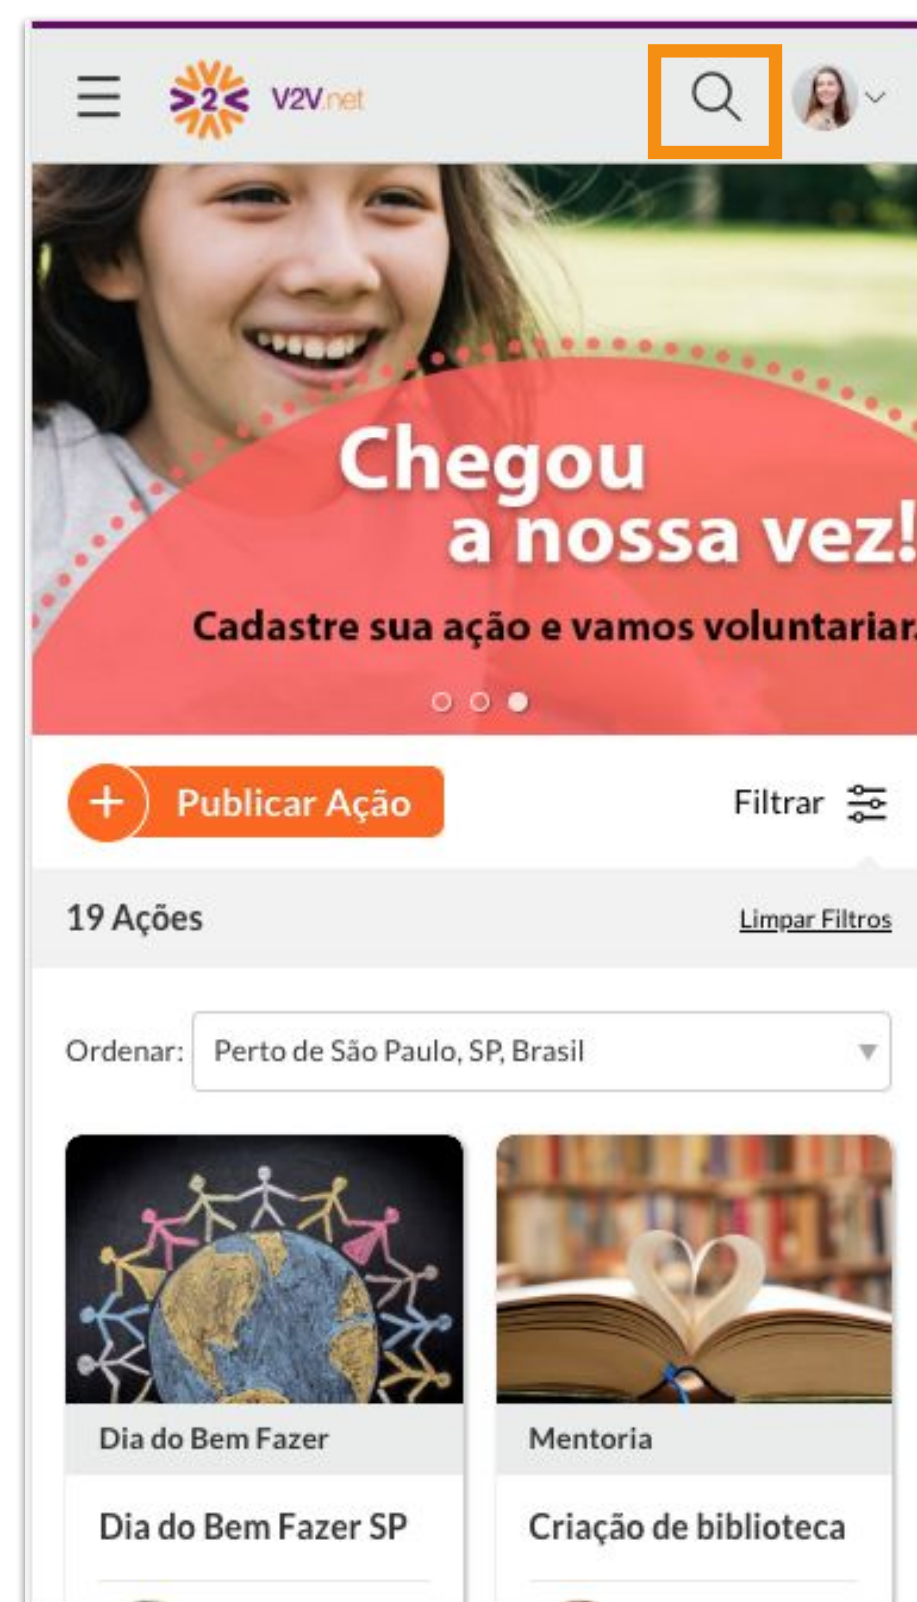 >2<
V2V.net
Chegou
a nossa vez!
Cadastre sua ação e vamos voluntariar.
+ Publicar Ação
Filtrar
19 Ações
Limpar Filtros
Ordenar: Perto de São Paulo, SP, Brasil
Dia do Bem Fazer
Mentoria
Dia do Bem Fazer SP
Criação de biblioteca